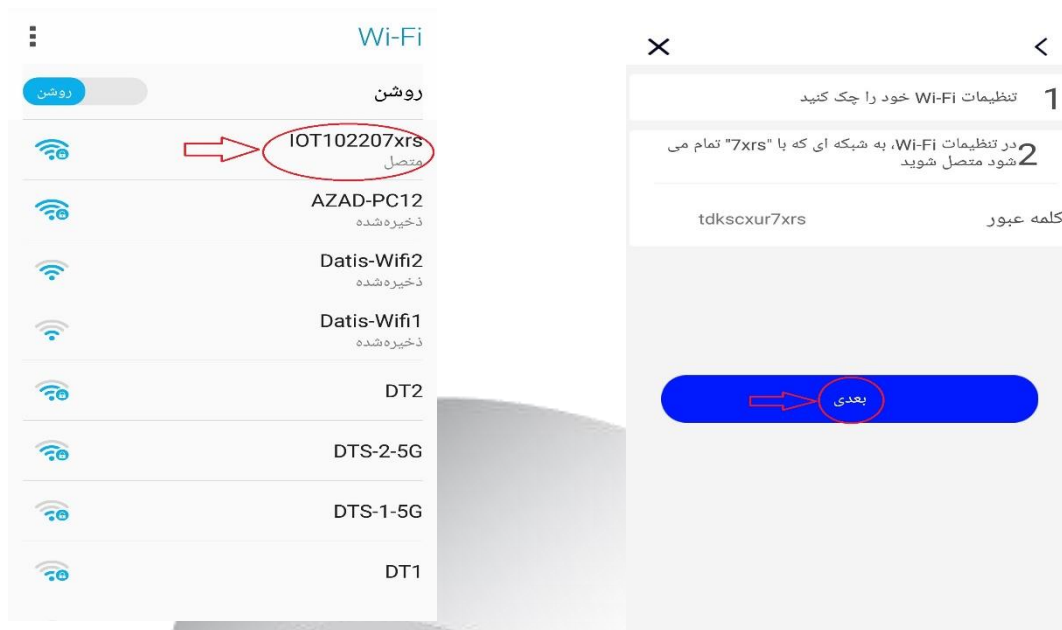 Wi-Fi
روشن
روشن
IOT102207xrs
متصل
AZAD-PC12
ذخیره‌شده
Datis-Wifi2
ذخیره‌شده
Datis-Wifi1
ذخیره‌شده
DT2
DTS-2-5G
DTS-1-5G
DT1
1 تنظیمات Wi-Fi خود را چک کنید
2 در تنظیمات Wi-Fi، به شبکه ای که با "7xrs" تمام می
شود متصل شوید
کلمه عبور tdkscxur7xrs
بعدی